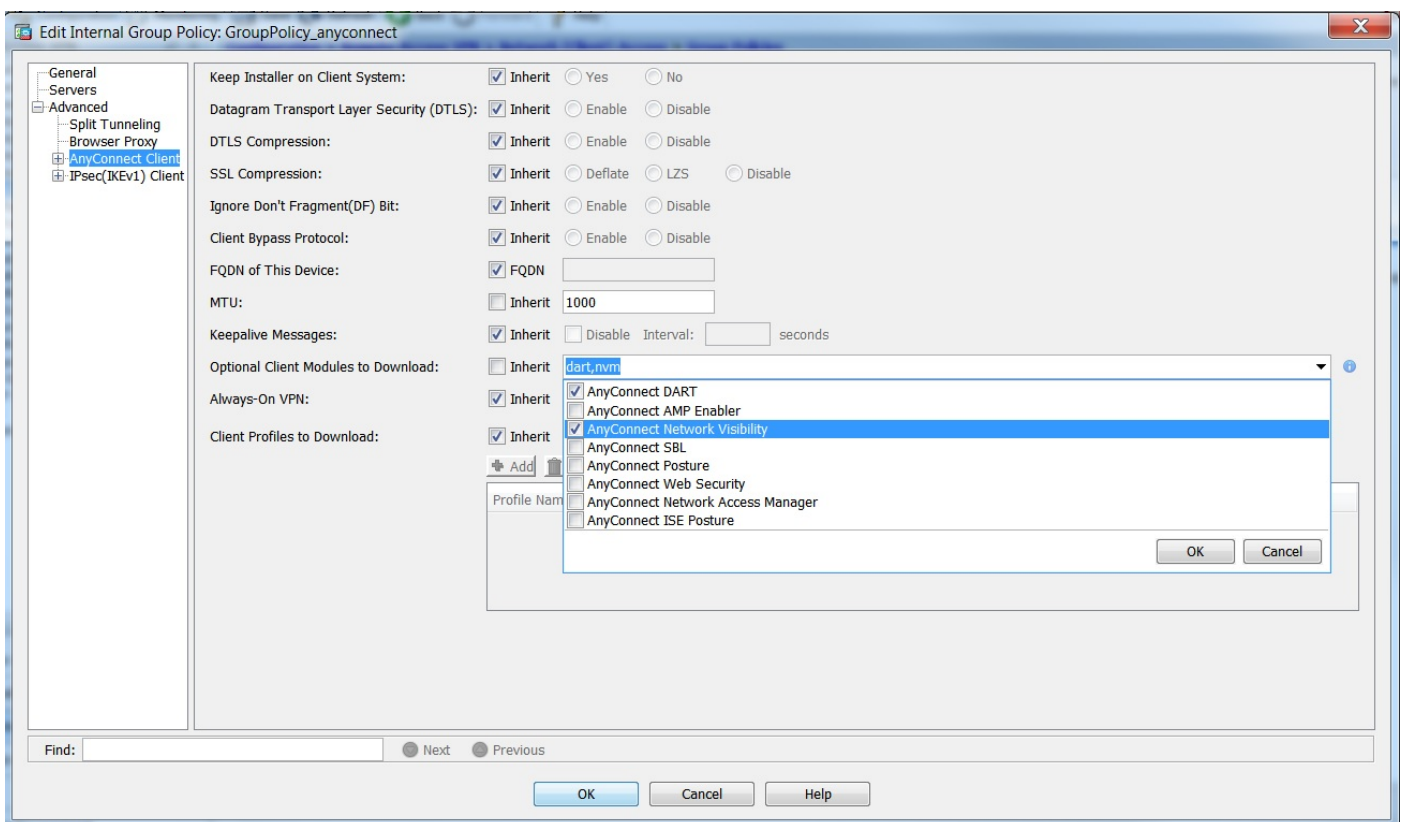 Edit Internal Group Policy: GroupPolicy_anyconnect
General
Servers
Advanced
Split Tunneling
Browser Proxy
AnyConnect Client
IPsec(IKEv1) Client
Keep Installer on Client System: Inherit Yes No
Datagram Transport Layer Security (DTLS): Inherit Enable Disable
DTLS Compression: Inherit Enable Disable
SSL Compression: Inherit Deflate LZS Disable
Ignore Don't Fragment(DF) Bit: Inherit Enable Disable
Client Bypass Protocol: Inherit Enable Disable
FQDN of This Device: FQDN
MTU: Inherit 1000
Keepalive Messages: Inherit Disable Interval: seconds
Optional Client Modules to Download: Inherit dart,nvm
Always-On VPN: Inherit
Client Profiles to Download: Inherit
AnyConnect DART
AnyConnect AMP Enabler
AnyConnect Network Visibility
AnyConnect SBL
AnyConnect Posture
AnyConnect Web Security
AnyConnect Network Access Manager
AnyConnect ISE Posture
Add
Profile Nam
OK Cancel
Find: Next Previous
OK Cancel Help